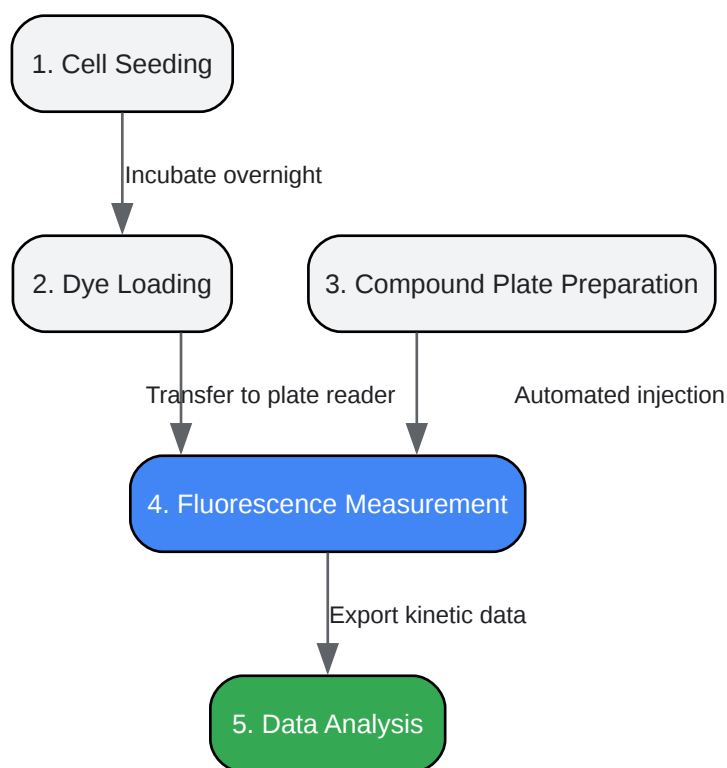 1. Cell Seeding
Incubate overnight
2. Dye Loading
3. Compound Plate Preparation
Transfer to plate reader
Automated injection
4. Fluorescence Measurement
Export kinetic data
5. Data Analysis